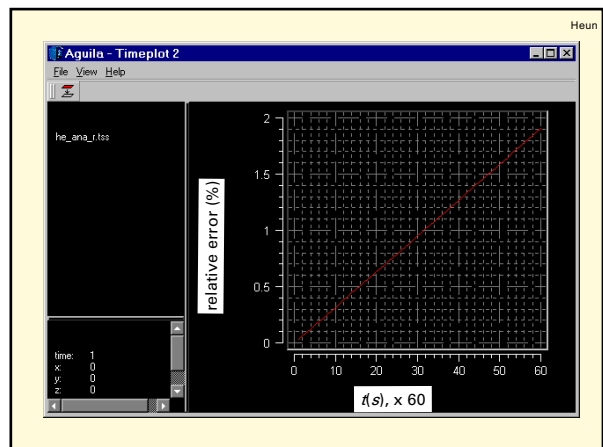 Heun
Aguila - Timeplot 2
File View Help
he_ana_r.tss
time: 1
x: 0
y: 0
z: 0
relative error (%)
2
1.5
1
0.5
0
0 10 20 30 40 50 60
t(s), x 60